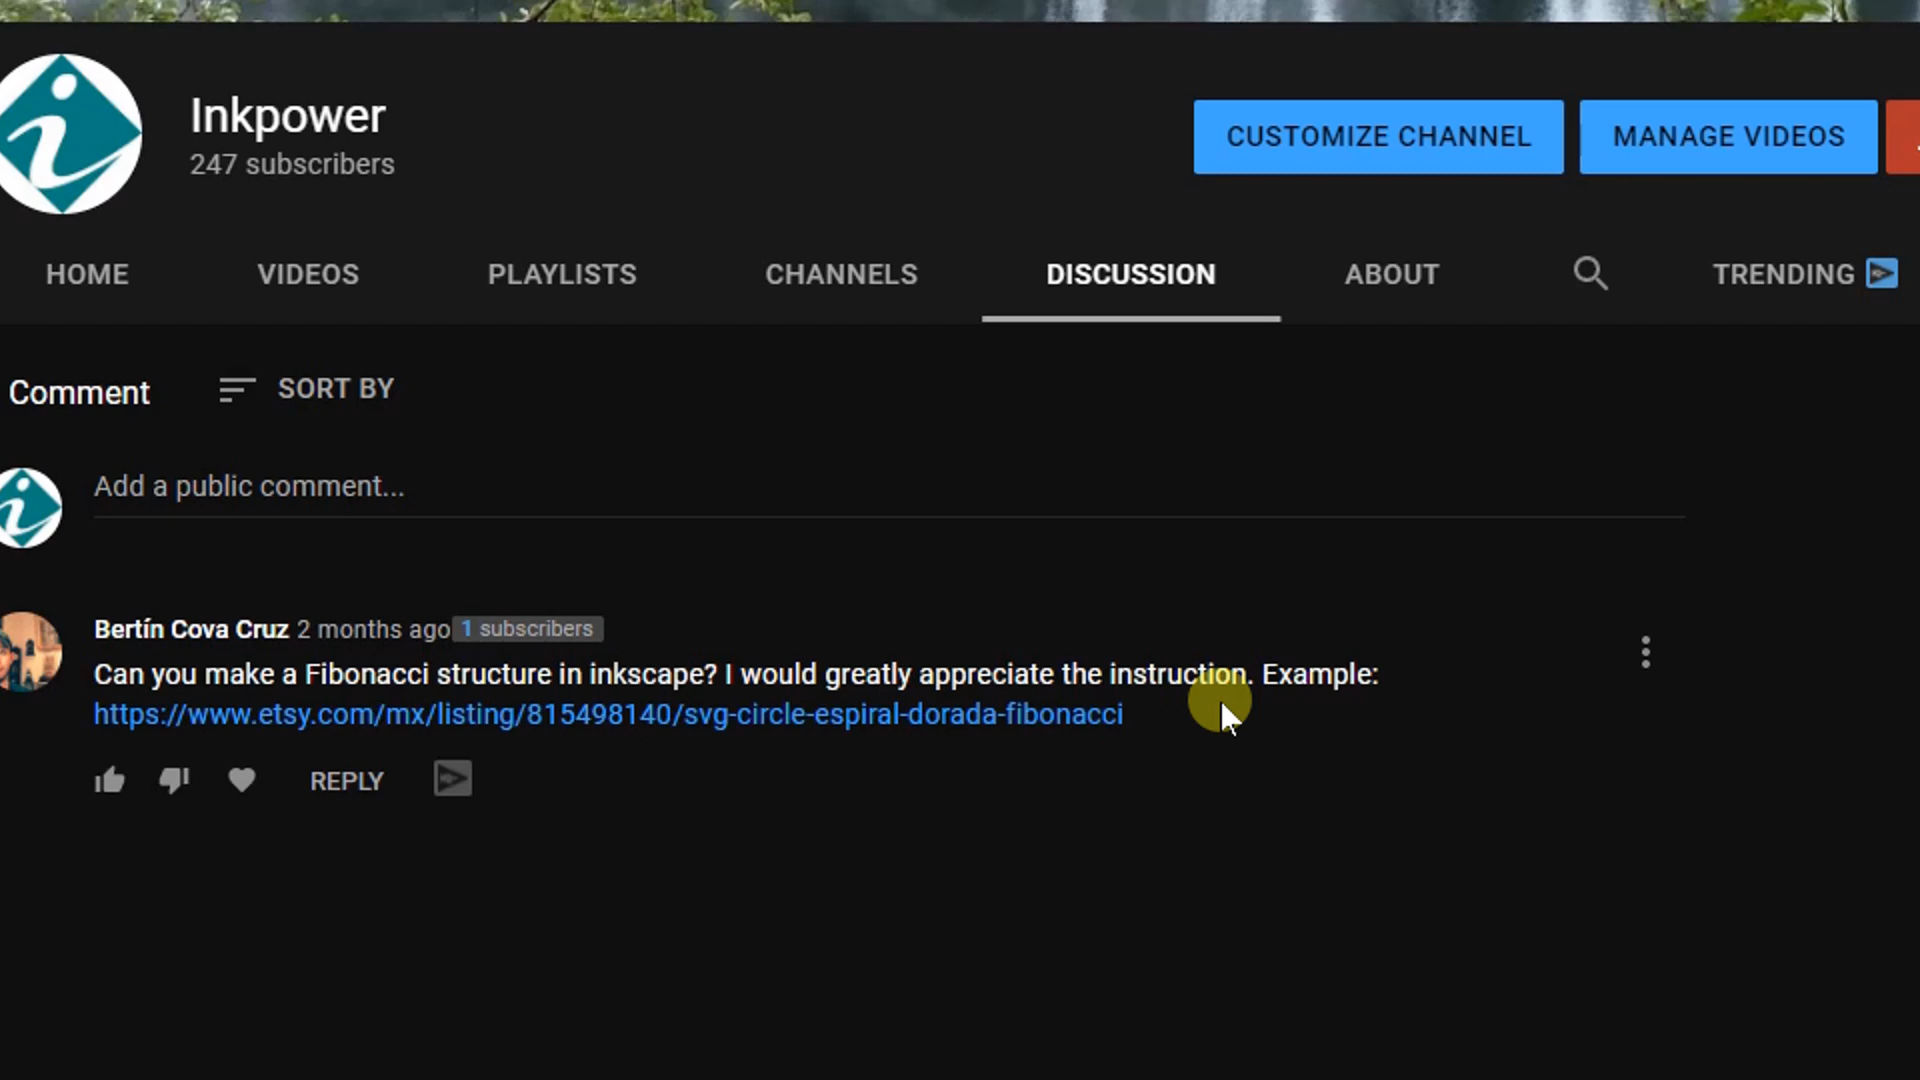 Inkpower
247 subscribers
CUSTOMIZE CHANNEL
MANAGE VIDEOS
HOME
VIDEOS
PLAYLISTS
CHANNELS
DISCUSSION
ABOUT
TRENDING
Comment
SORT BY
Add a public comment...
Bertín Cova Cruz 2 months ago 1 subscribers
Can you make a Fibonacci structure in inkscape? I would greatly appreciate the instruction. Example:
https://www.etsy.com/mx/listing/815498140/svg-circle-espiral-dorada-fibonacci
REPLY